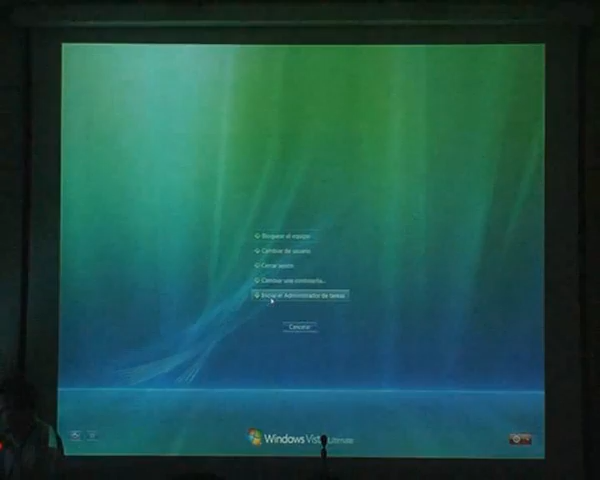 Bloquear el equipo
Cambiar de usuario
Cerrar sesión
Cambiar una contraseña...
Iniciar el Administrador de tareas
Cancelar
Windows Vista Ultimate